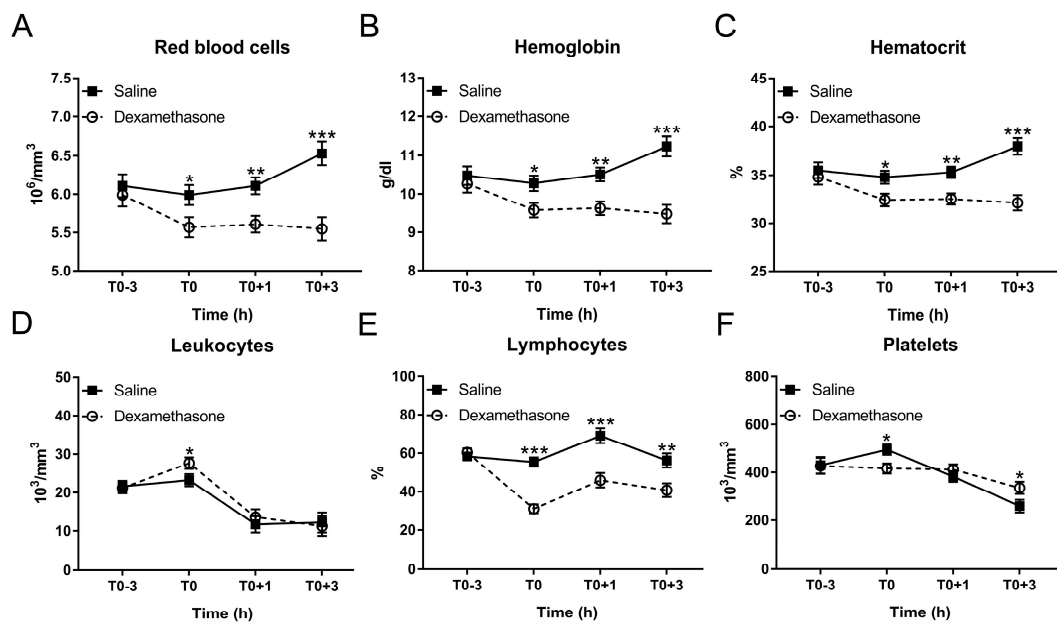 A
Red blood cells
7.5
7.0
6.5
6.0
5.5
5.0
10⁶/mm³
Saline
Dexamethasone
*
**
***
T0-3 T0 T0+1 T0+3
Time (h)
B
Hemoglobin
13
12
11
10
9
8
g/dl
Saline
Dexamethasone
*
**
***
T0-3 T0 T0+1 T0+3
Time (h)
C
Hematocrit
45
40
35
30
25
%
Saline
Dexamethasone
*
**
***
T0-3 T0 T0+1 T0+3
Time (h)
D
Leukocytes
50
40
30
20
10
0
10³/mm³
Saline
Dexamethasone
*
T0-3 T0 T0+1 T0+3
Time (h)
E
Lymphocytes
100
80
60
40
20
0
%
Saline
Dexamethasone
***
***
**
T0-3 T0 T0+1 T0+3
Time (h)
F
Platelets
800
600
400
200
0
10³/mm³
Saline
Dexamethasone
*
*
T0-3 T0 T0+1 T0+3
Time (h)